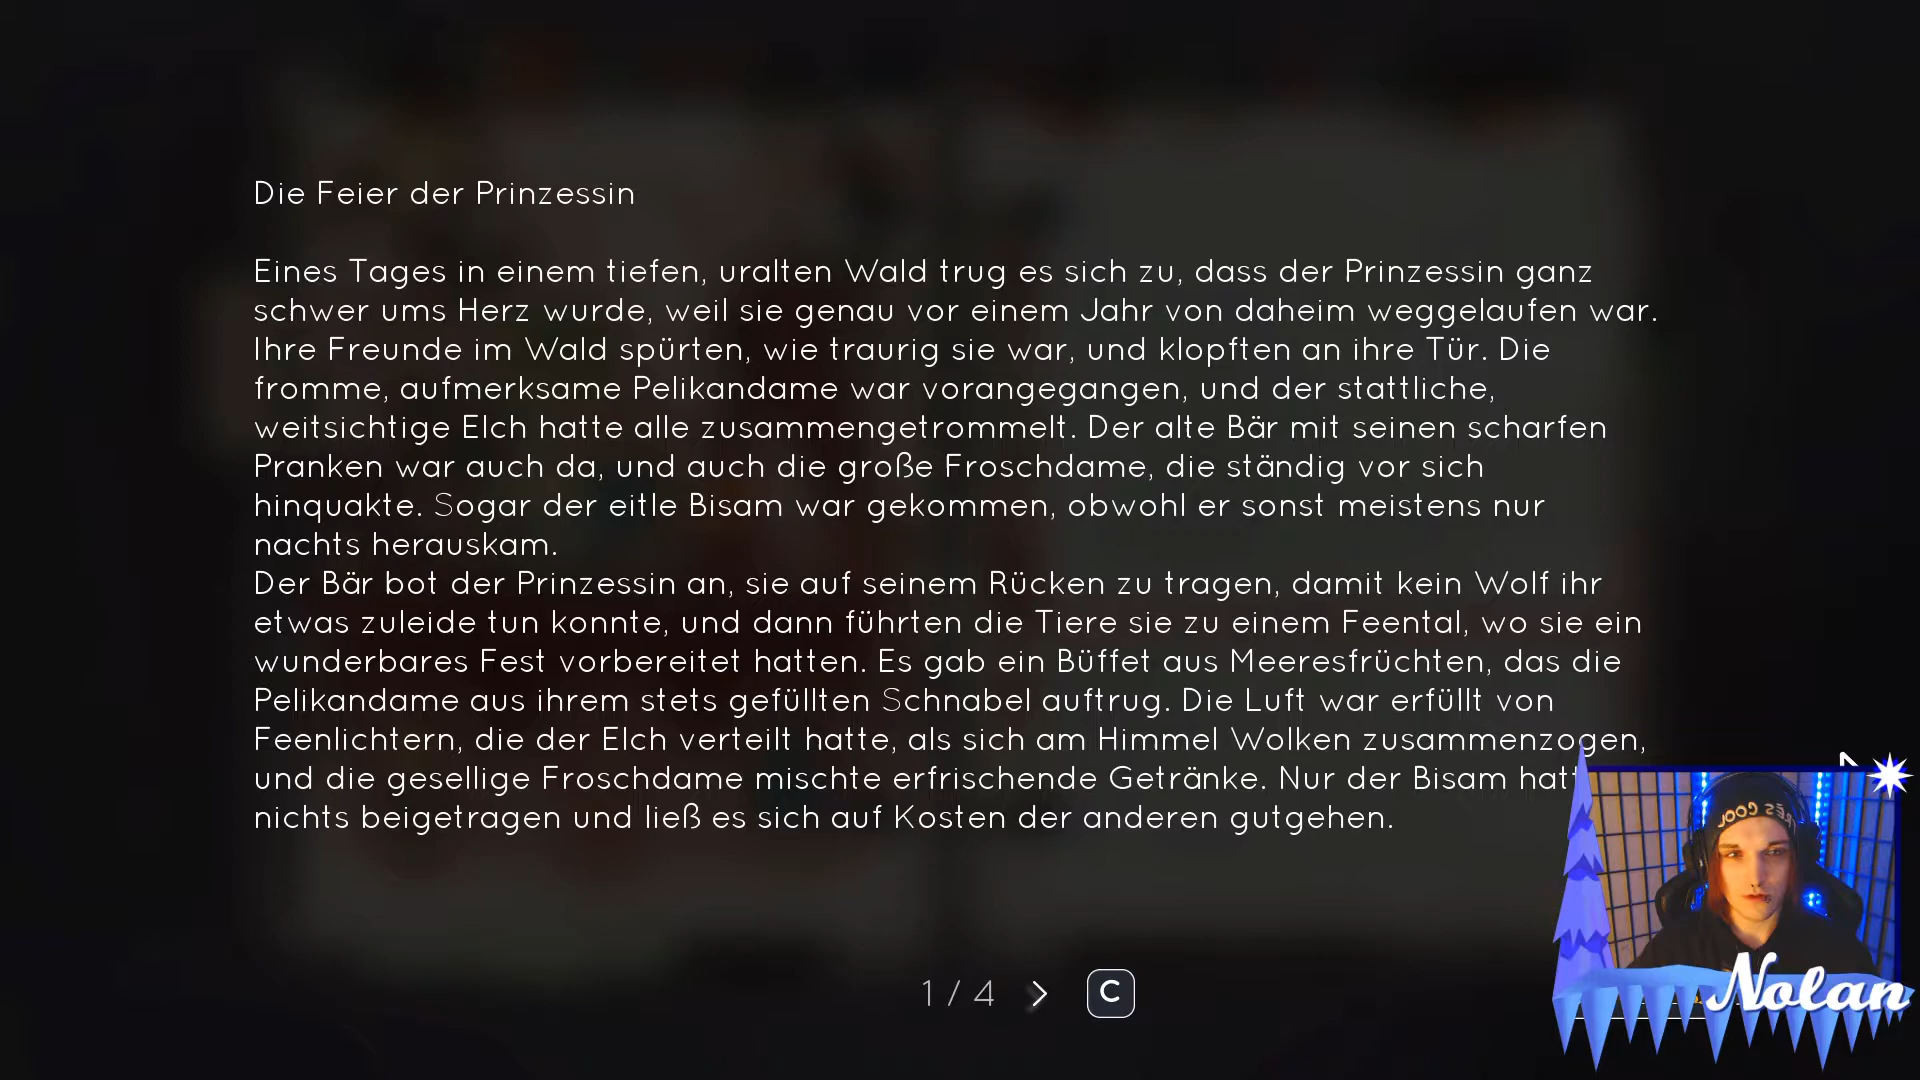 Die Feier der Prinzessin
Eines Tages in einem tiefen, uralten Wald trug es sich zu, dass der Prinzessin ganz
schwer ums Herz wurde, weil sie genau vor einem Jahr von daheim weggelaufen war.
Ihre Freunde im Wald spürten, wie traurig sie war, und klopften an ihre Tür. Die
fromme, aufmerksame Pelikandame war vorangegangen, und der stattliche,
weitsichtige Elch hatte alle zusammengetrommelt. Der alte Bär mit seinen scharfen
Pranken war auch da, und auch die große Froschdame, die ständig vor sich
hinquakte. Sogar der eitle Bisam war gekommen, obwohl er sonst meistens nur
nachts herauskam.
Der Bär bot der Prinzessin an, sie auf seinem Rücken zu tragen, damit kein Wolf ihr
etwas zuleide tun konnte, und dann führten die Tiere sie zu einem Feental, wo sie ein
wunderbares Fest vorbereitet hatten. Es gab ein Büffet aus Meeresfrüchten, das die
Pelikandame aus ihrem stets gefüllten Schnabel auftrug. Die Luft war erfüllt von
Feenlichtern, die der Elch verteilt hatte, als sich am Himmel Wolken zusammenzogen,
und die gesellige Froschdame mischte erfrischende Getränke. Nur der Bisam hatt
nichts beigetragen und ließ es sich auf Kosten der anderen gutgehen.
1 / 4 > C
Nolan